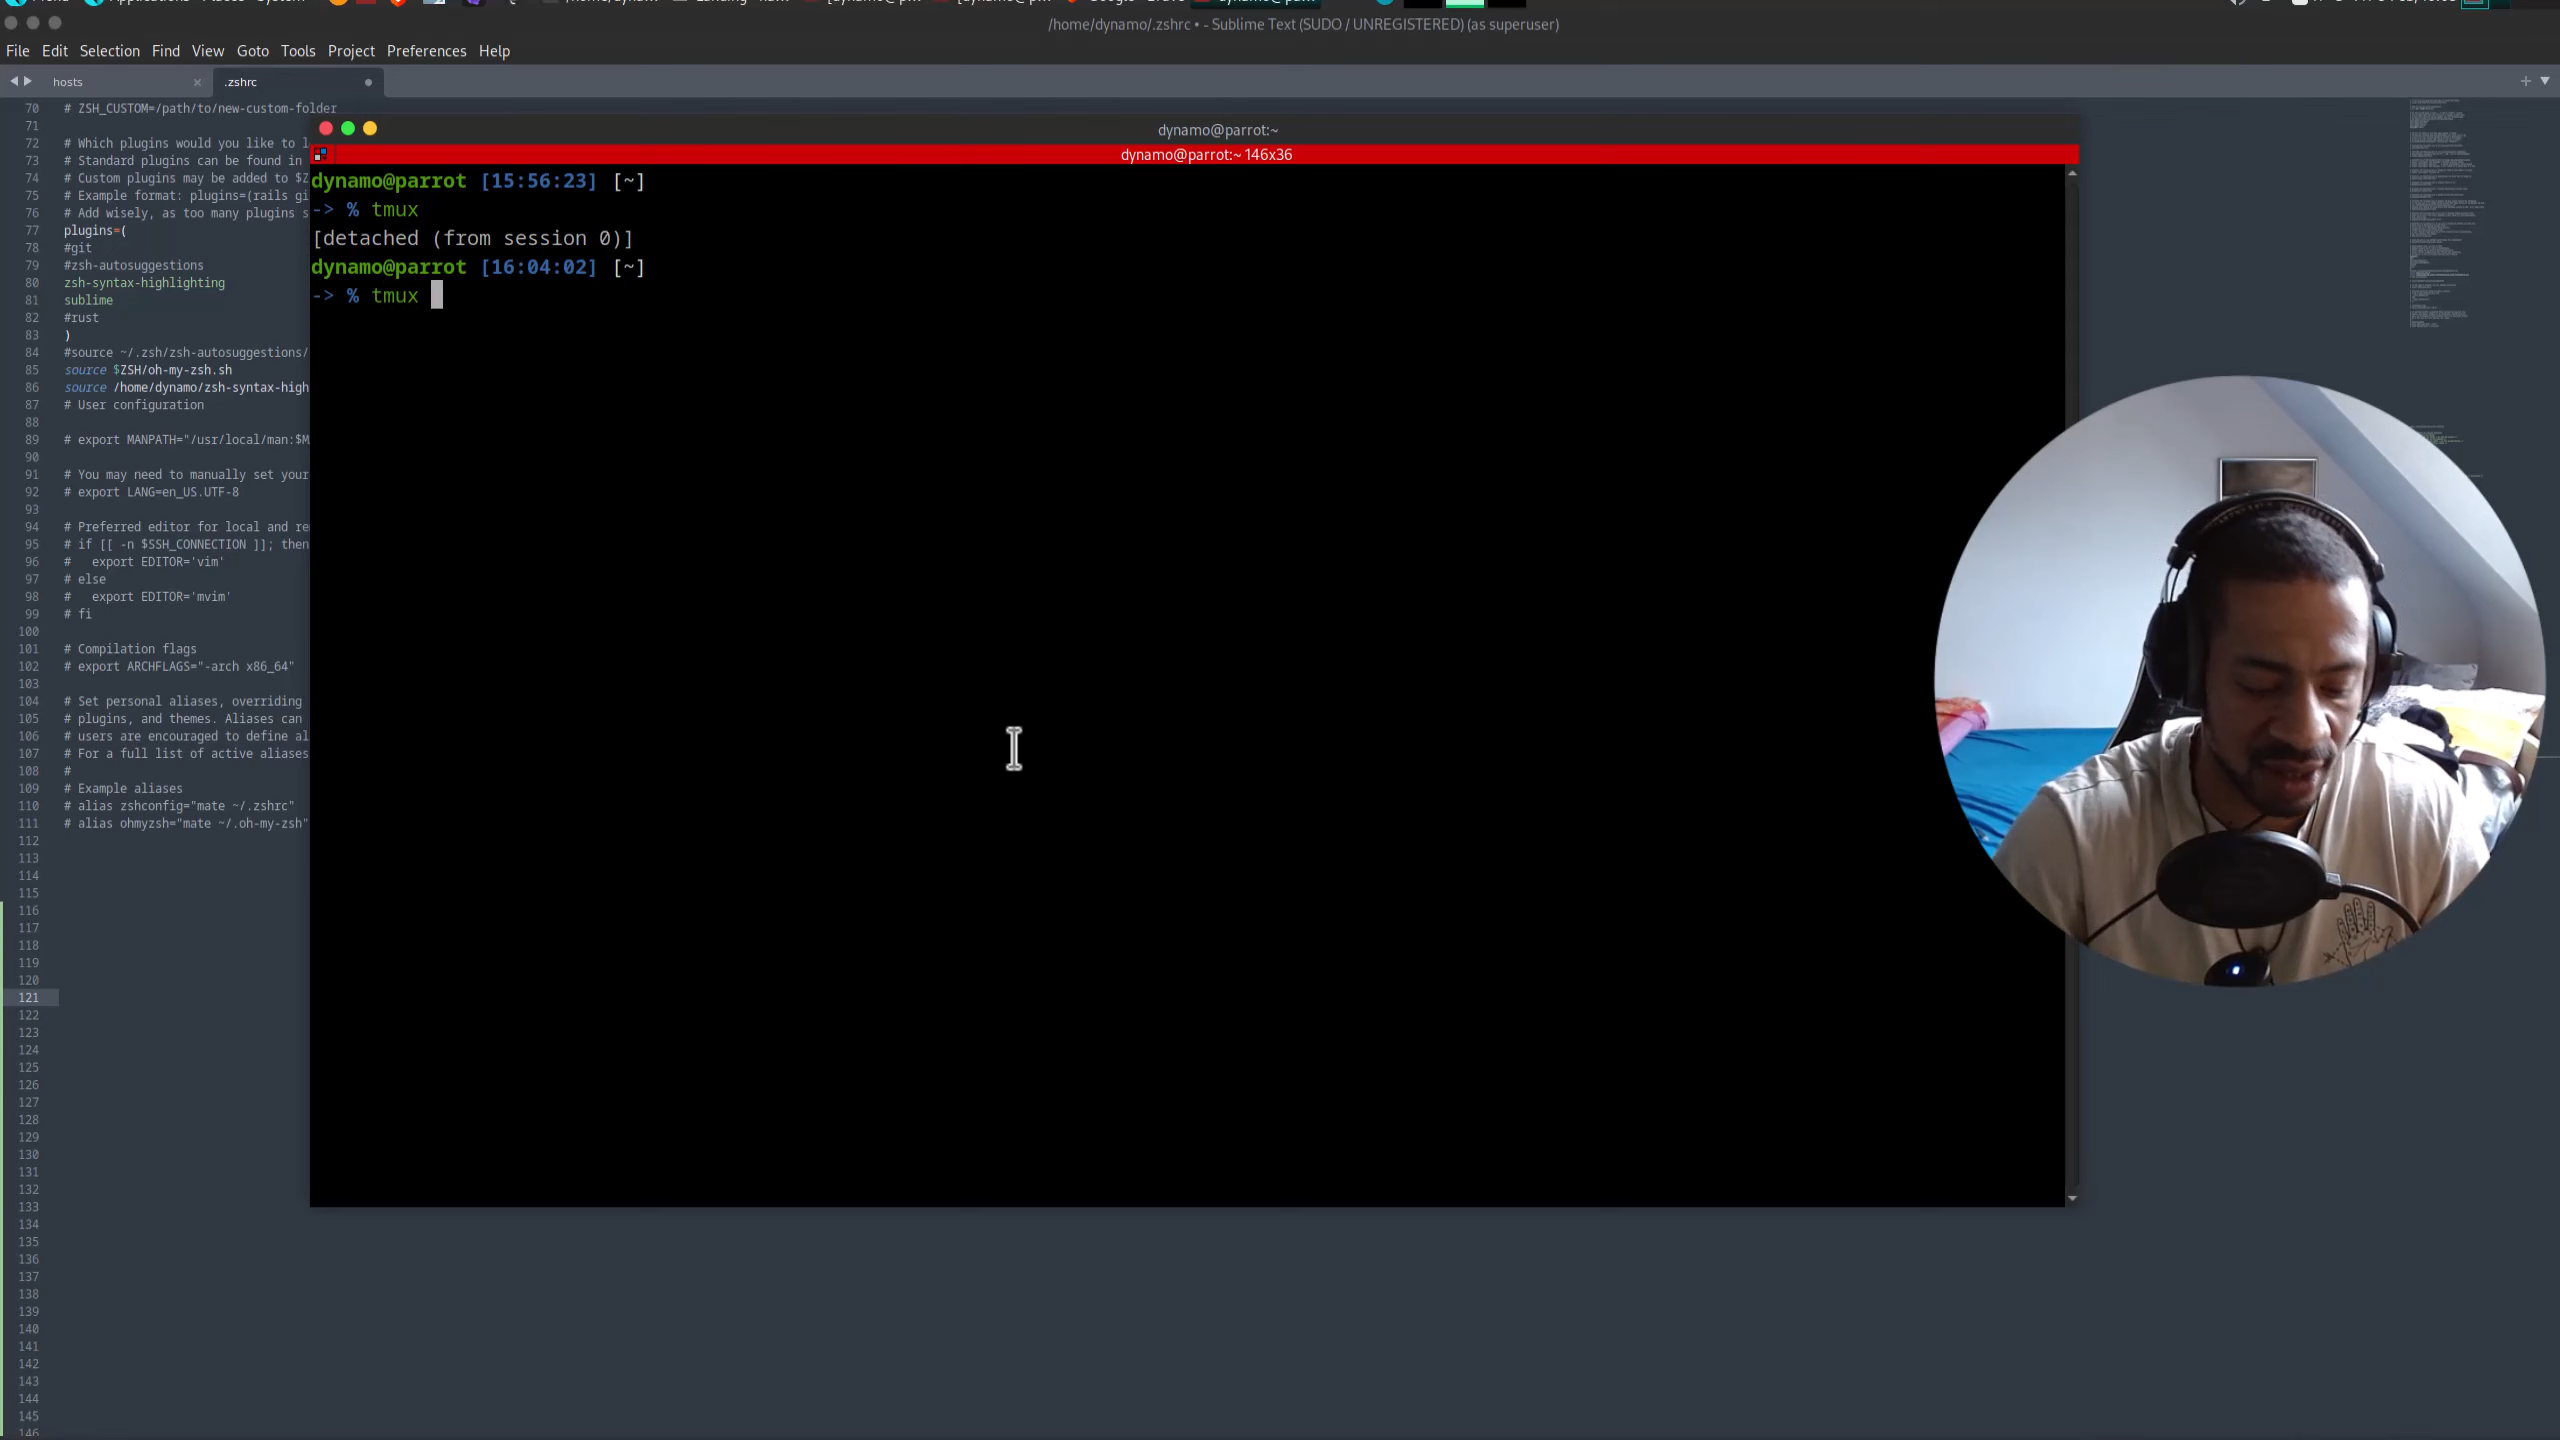 /home/dynamo/.zshrc • - Sublime Text (SUDO / UNREGISTERED) (as superuser)
File Edit Selection Find View Goto Tools Project Preferences Help
hosts
.zshrc
70 # ZSH_CUSTOM=/path/to/new-custom-folder
71
72 # Which plugins would you like to l
73 # Standard plugins can be found in
74 # Custom plugins may be added to $Z
75 # Example format: plugins=(rails gi
76 # Add wisely, as too many plugins s
77 plugins=(
78 #git
79 #zsh-autosuggestions
80 zsh-syntax-highlighting
81 sublime
82 #rust
83 )
84 #source ~/.zsh/zsh-autosuggestions/
85 source $ZSH/oh-my-zsh.sh
86 source /home/dynamo/zsh-syntax-high
87 # User configuration
88
89 # export MANPATH="/usr/local/man:$M
90
91 # You may need to manually set your
92 # export LANG=en_US.UTF-8
93
94 # Preferred editor for local and re
95 # if [[ -n $SSH_CONNECTION ]]; then
96 #   export EDITOR='vim'
97 # else
98 #   export EDITOR='mvim'
99 # fi
100
101 # Compilation flags
102 # export ARCHFLAGS="-arch x86_64"
103
104 # Set personal aliases, overriding
105 # plugins, and themes. Aliases can
106 # users are encouraged to define al
107 # For a full list of active aliases
108 #
109 # Example aliases
110 # alias zshconfig="mate ~/.zshrc"
111 # alias ohmyzsh="mate ~/.oh-my-zsh"
112
113
114
115
116
117
118
119
120
121
122
123
124
125
126
127
128
129
130
131
132
133
134
135
136
137
138
139
140
141
142
143
144
145
146
dynamo@parrot:~
dynamo@parrot:~ 146x36
dynamo@parrot [15:56:23] [~]
-> % tmux
[detached (from session 0)]
dynamo@parrot [16:04:02] [~]
-> % tmux